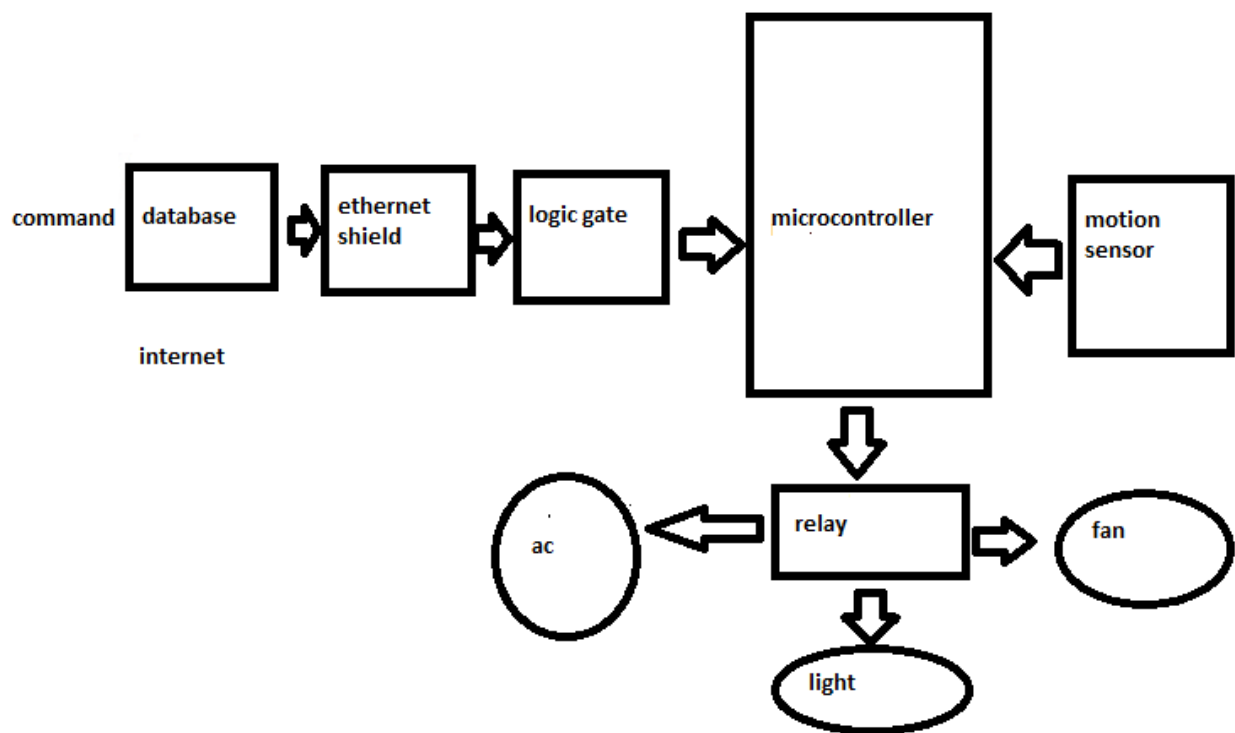 command
database
ethernet
shield
logic gate
microcontroller
motion
sensor
internet
ac
relay
fan
light